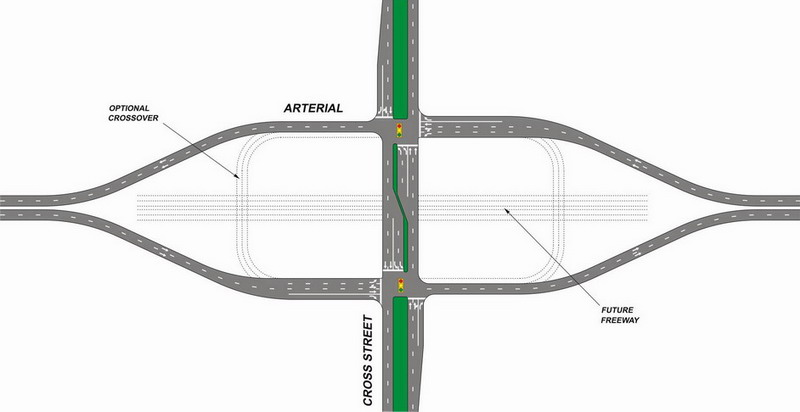 OPTIONAL
CROSSOVER
ARTERIAL
FUTURE
FREEWAY
CROSS STREET